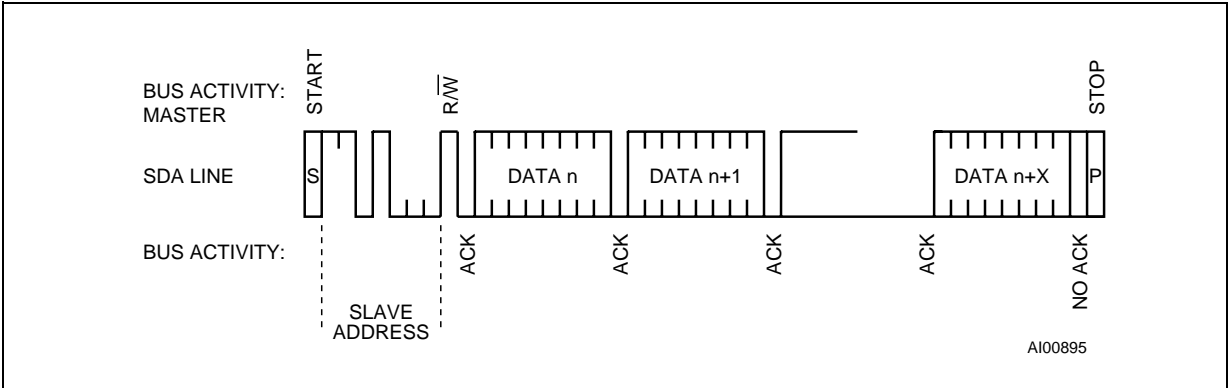 BUS ACTIVITY:
MASTER
START
R/W
STOP
SDA LINE
S
DATA n
DATA n+1
DATA n+X
P
BUS ACTIVITY:
ACK
ACK
ACK
ACK
NO ACK
SLAVE
ADDRESS
AI00895